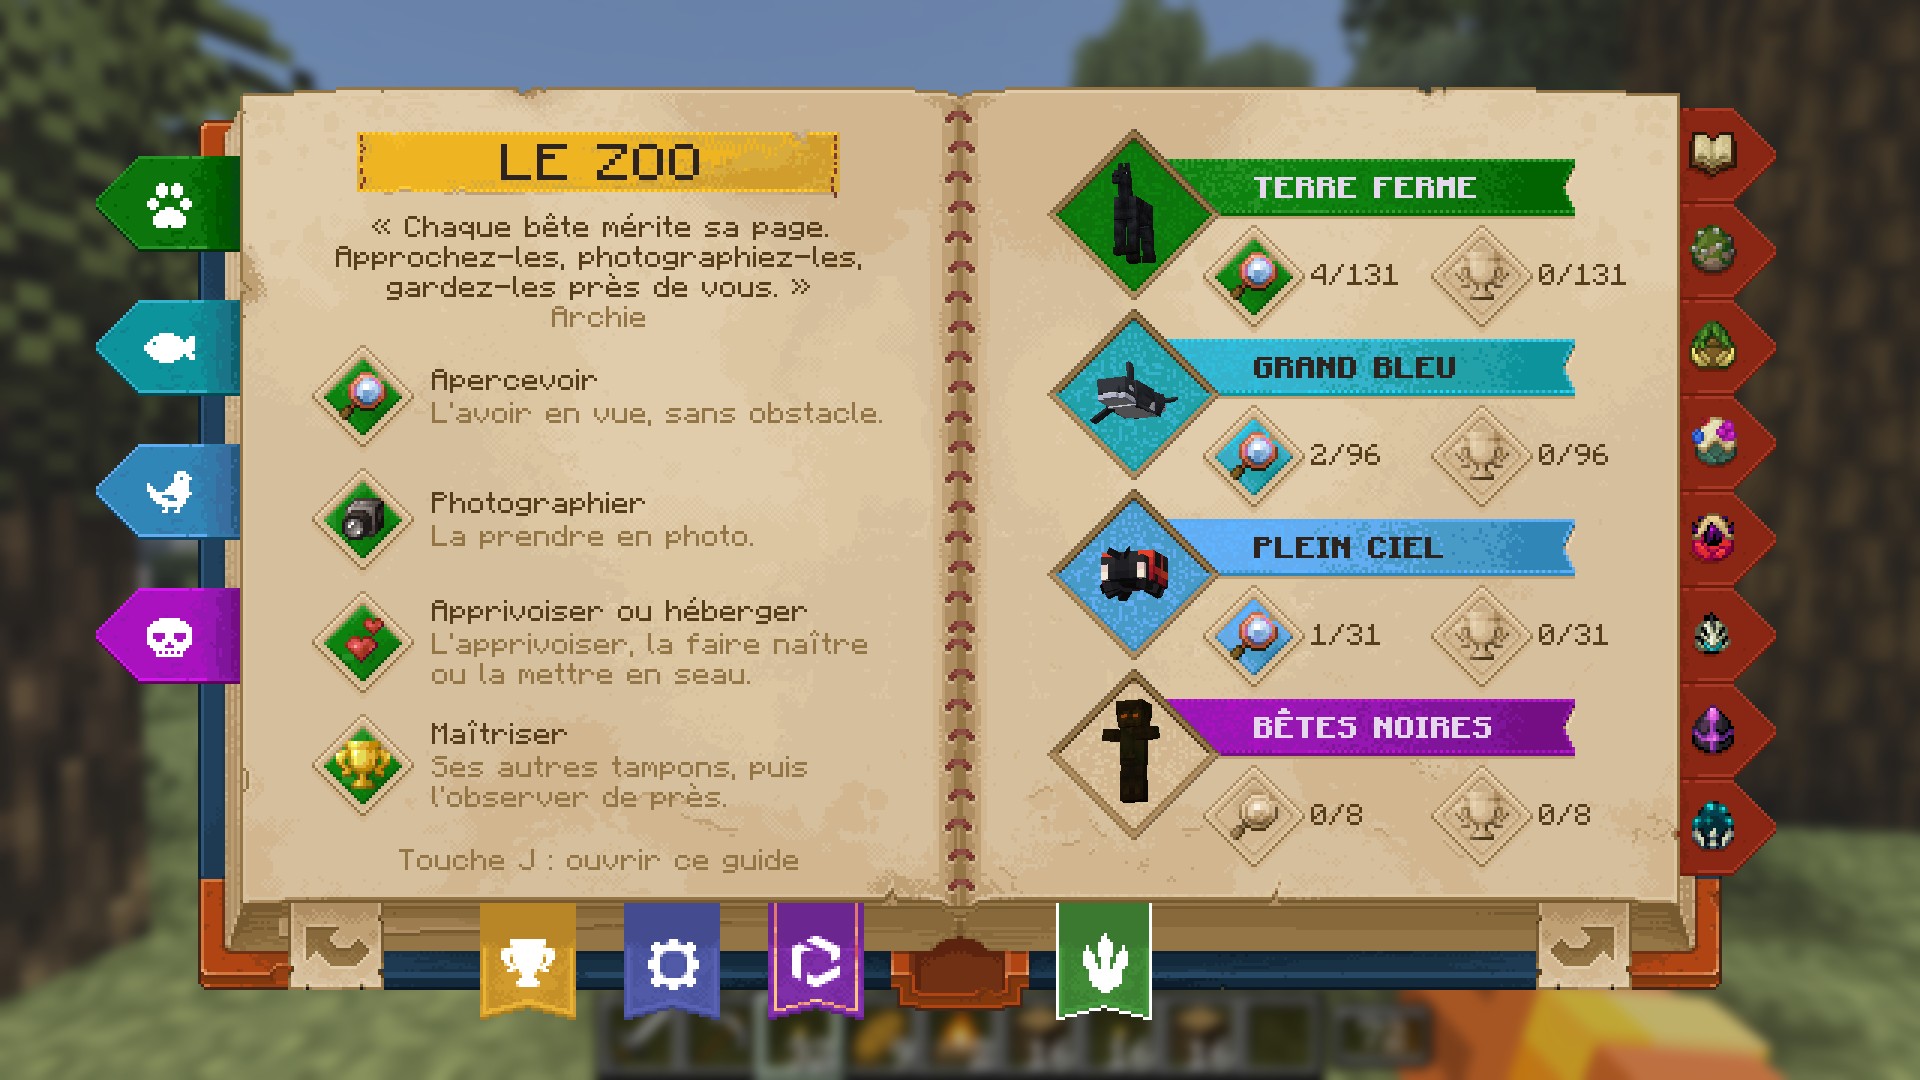 LE ZOO
« Chaque bête mérite sa page.
Approchez-les, photographiez-les,
gardez-les près de vous. »
Archie
Apercevoir
L'avoir en vue, sans obstacle.
Photographier
La prendre en photo.
Apprivoiser ou héberger
L'apprivoiser, la faire naître
ou la mettre en seau.
Maîtriser
Ses autres tampons, puis
l'observer de près.
Touche J : ouvrir ce guide
TERRE FERME
4/131 0/131
GRAND BLEU
2/96 0/96
PLEIN CIEL
1/31 0/31
BÊTES NOIRES
0/8 0/8